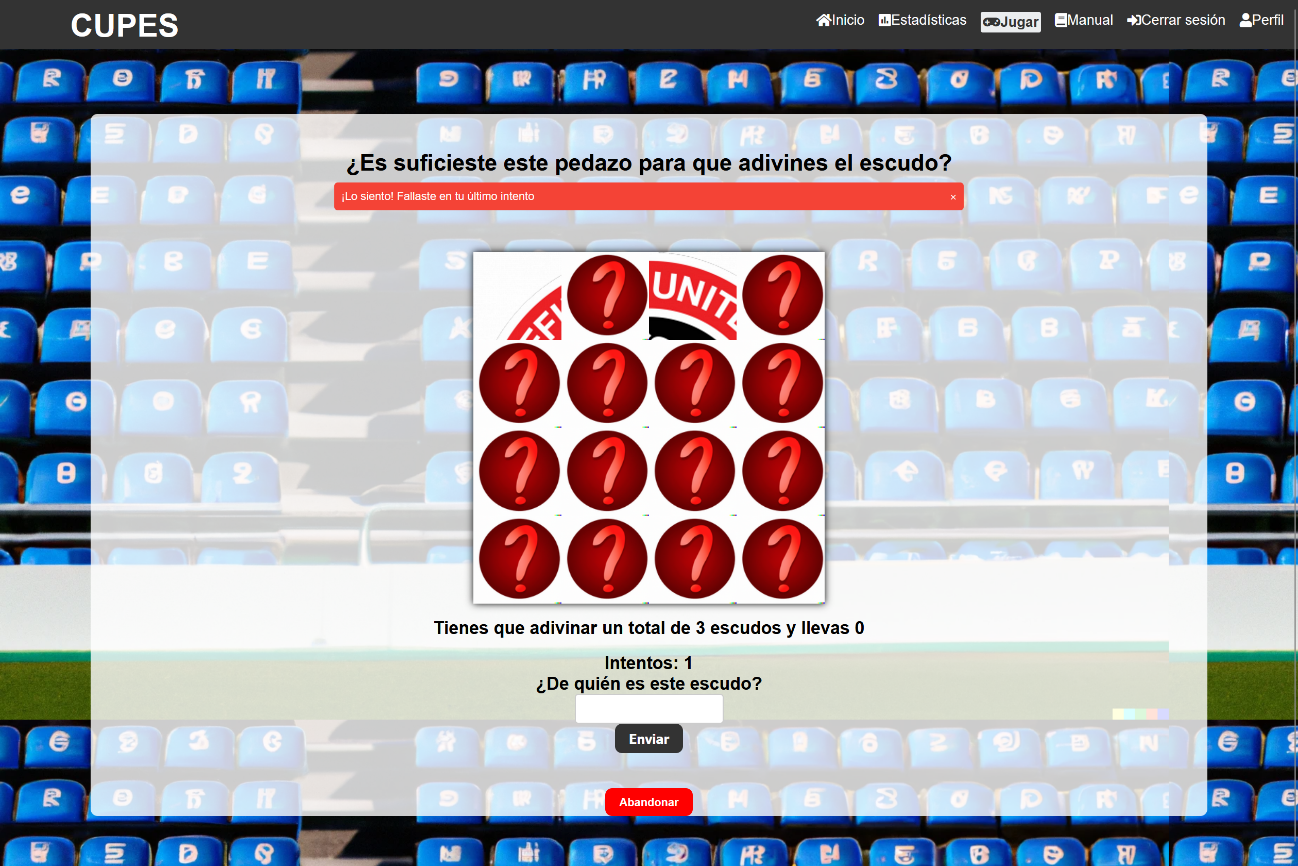 CUPES
Inicio
Estadísticas
Jugar
Manual
Cerrar sesión
Perfil
¿Es suficieste este pedazo para que adivines el escudo?
¡Lo siento! Fallaste en tu último intento
×
EFI
UNITE
Tienes que adivinar un total de 3 escudos y llevas 0
Intentos: 1
¿De quién es este escudo?
Enviar
Abandonar